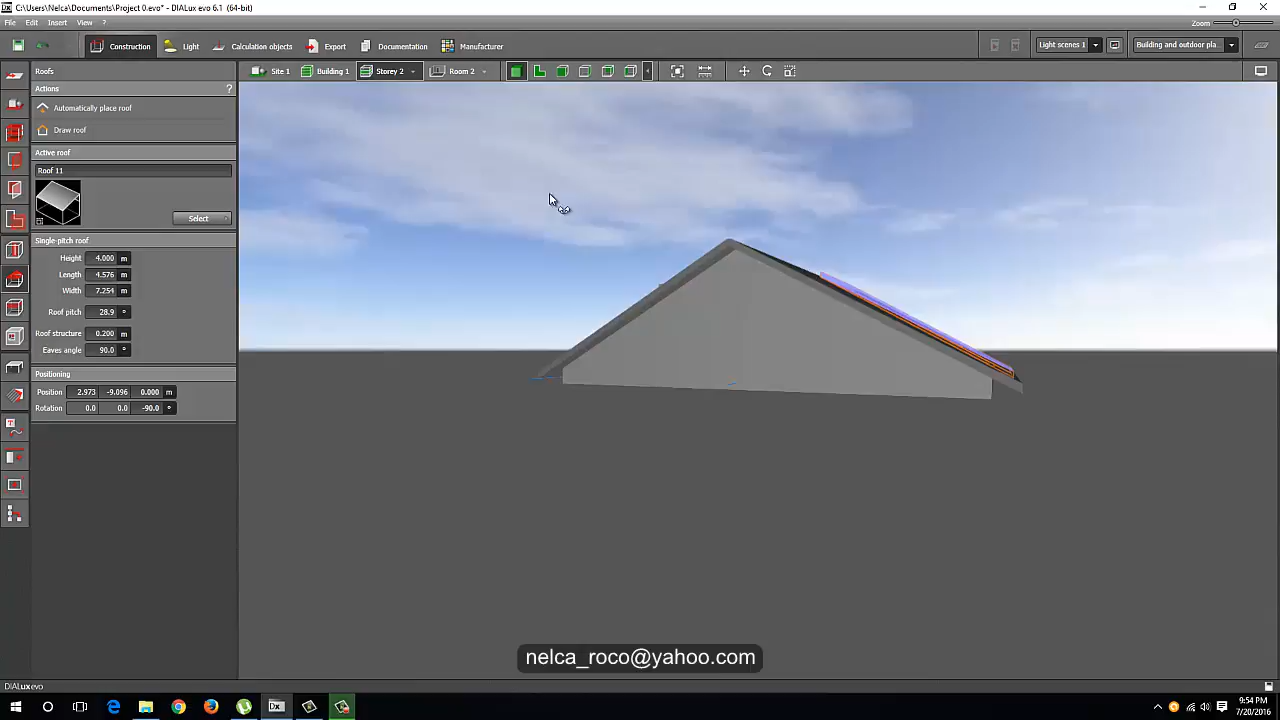 C:\Users\Nelca\Documents\Project 0.evo* - DIALux evo 6.1 (64-bit)
File Edit Insert View ?
Zoom
Construction Light Calculation objects Export Documentation Manufacturer
Light scenes 1 Building and outdoor pla...
Roofs
Site 1 Building 1 Storey 2 Room 2
Actions ?
Automatically place roof
Draw roof
Active roof
Roof 11
Select
Single-pitch roof
Height 4.000 m
Length 4.576 m
Width 7.254 m
Roof pitch 28.9 °
Roof structure 0.200 m
Eaves angle 90.0 °
Positioning
Position 2.973 -9.096 0.000 m
Rotation 0.0 0.0 -90.0 °
nelca_roco@yahoo.com
DIALux evo
Dx
9:54 PM
7/20/2016